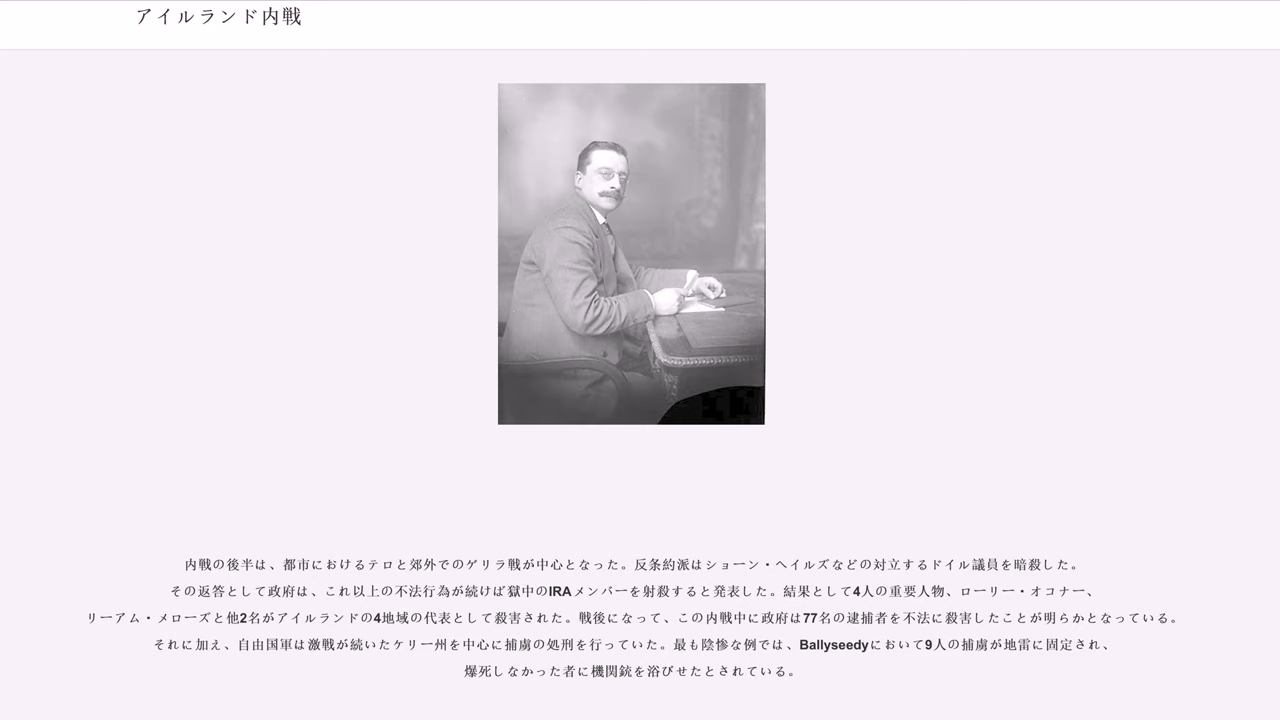 アイルランド内戦
内戦の後半は、都市におけるテロと郊外でのゲリラ戦が中心となった。反条約派はショーン・ヘイルズなどの対立するドイル議員を暗殺した。
その返答として政府は、これ以上の不法行為が続けば獄中のIRAメンバーを射殺すると発表した。結果として4人の重要人物、ローリー・オコナー、
リーアム・メローズと他2名がアイルランドの4地域の代表として殺害された。戦後になって、この内戦中に政府は77名の逮捕者を不法に殺害したことが明らかとなっている。
それに加え、自由国軍は激戦が続いたケリー州を中心に捕虜の処刑を行っていた。最も陰惨な例では、Ballyseedyにおいて9人の捕虜が地雷に固定され、
爆死しなかった者に機関銃を浴びせたとされている。